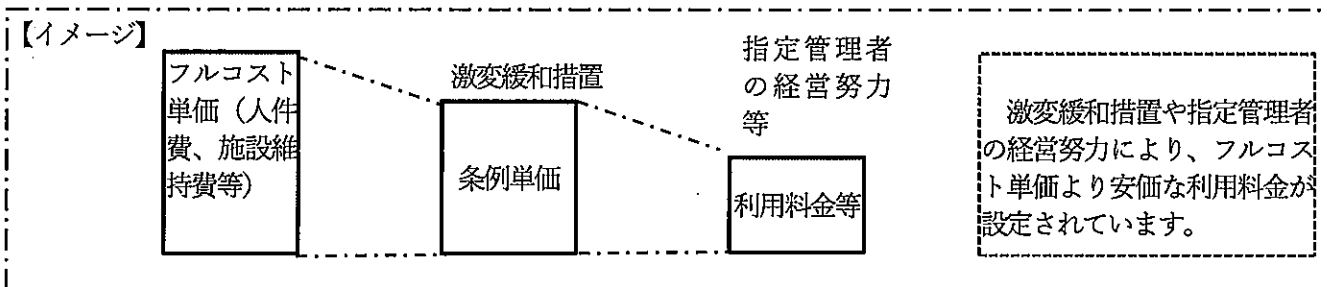 【イメージ】
フルコスト
単価（人件
費、施設維
持費等）
激変緩和措置
条例単価
指定管理者
の経営努力
等
利用料金等
激変緩和措置や指定管理者
の経営努力により、フルコス
ト単価より安価な利用料金が
設定されています。